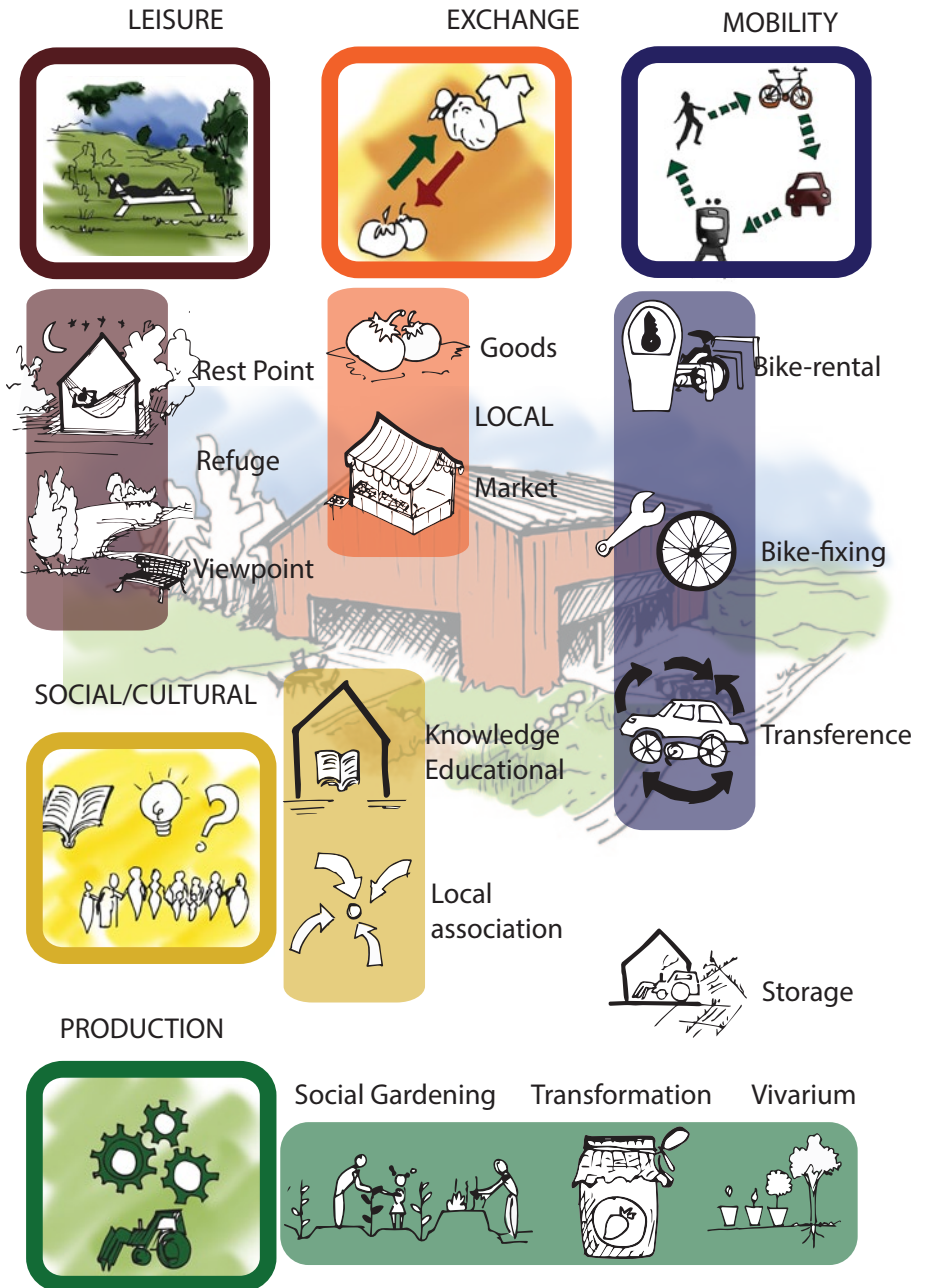 LEISURE
EXCHANGE
MOBILITY
Rest Point
Refuge
Viewpoint
Goods
LOCAL
Market
Bike-rental
Bike-fixing
Transference
SOCIAL/CULTURAL
Knowledge
Educational
Local
association
Storage
PRODUCTION
Social Gardening
Transformation
Vivarium